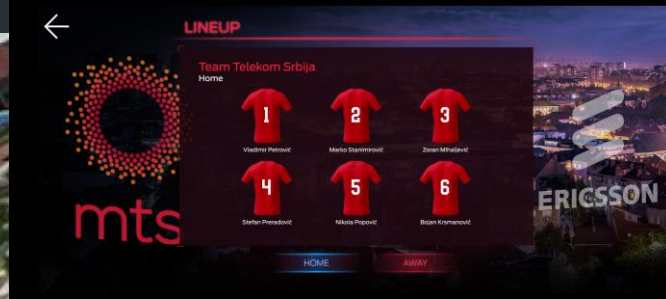 LINEUP
Team Telekom Srbija
Home
1
2
3
Vladimir Petrović
Marko Stanimirović
Zoran Mihaljević
4
5
6
Stefan Preradović
Nikola Popović
Bojan Krsmanović
mts
ERICSSON
HOME
AWAY